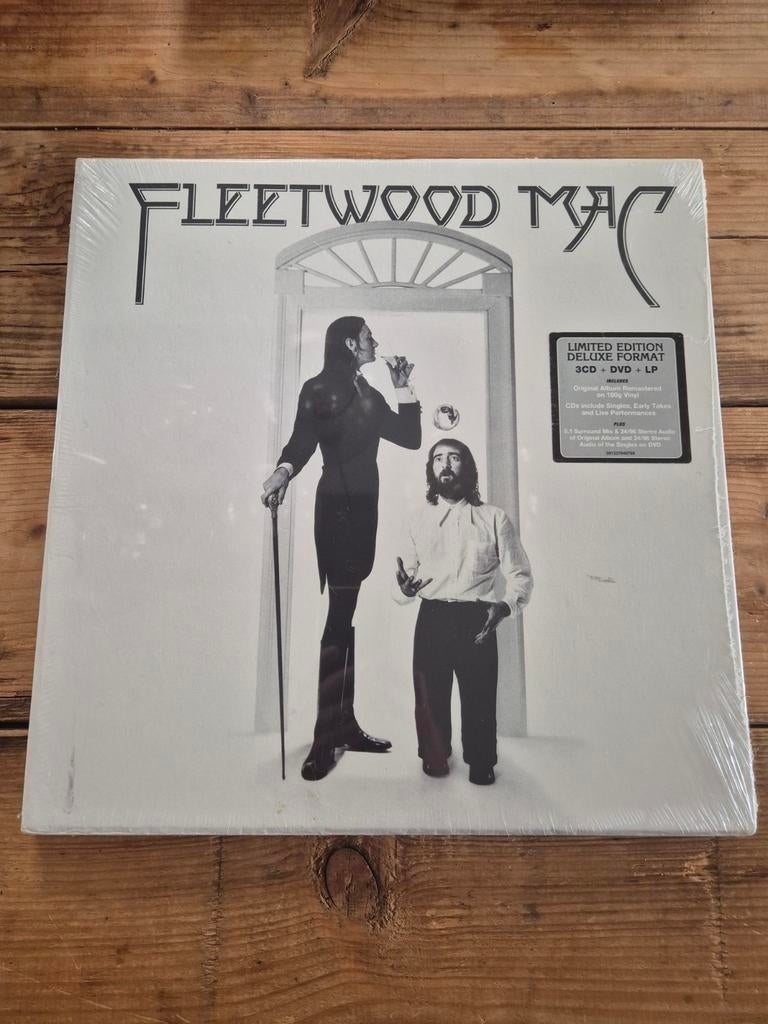 FLEETWOOD MAC
LIMITED EDITION
DELUXE FORMAT
3CD + DVD + LP
INCLUDES
Original Album Remastered
on 180g Vinyl
CDs include Singles, Early Takes
and Live Performances
PLUS
5.1 Surround Mix & 24/96 Stereo Audio
of Original Album and 24/96 Stereo
Audio of the Singles on DVD